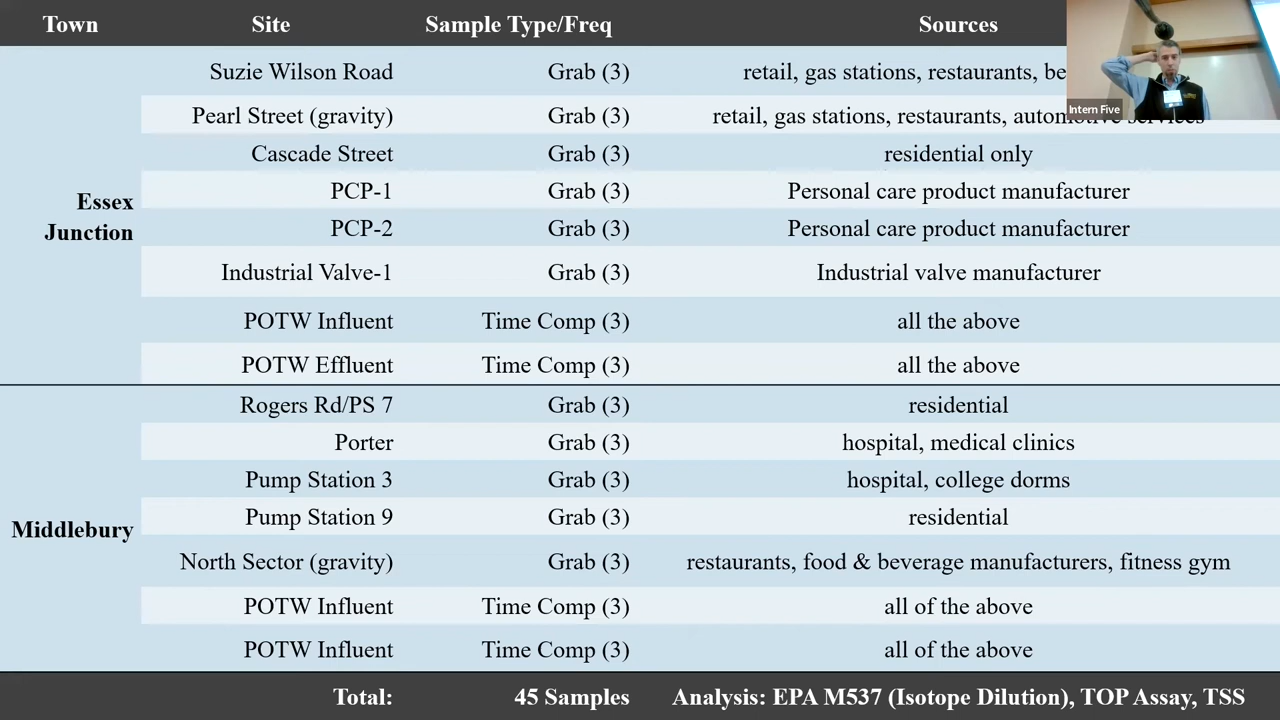 Town Site Sample Type/Freq Sources
Suzie Wilson Road Grab (3) retail, gas stations, restaurants,
Intern Five
Pearl Street (gravity) Grab (3) retail, gas stations, restaurants, automotive services
Cascade Street Grab (3) residential only
PCP-1 Grab (3) Personal care product manufacturer
Essex
Junction
PCP-2 Grab (3) Personal care product manufacturer
Industrial Valve-1 Grab (3) Industrial valve manufacturer
POTW Influent Time Comp (3) all the above
POTW Effluent Time Comp (3) all the above
Rogers Rd/PS 7 Grab (3) residential
Porter Grab (3) hospital, medical clinics
Pump Station 3 Grab (3) hospital, college dorms
Pump Station 9 Grab (3) residential
Middlebury
North Sector (gravity) Grab (3) restaurants, food & beverage manufacturers, fitness gym
POTW Influent Time Comp (3) all of the above
POTW Influent Time Comp (3) all of the above
Total: 45 Samples Analysis: EPA M537 (Isotope Dilution), TOP Assay, TSS